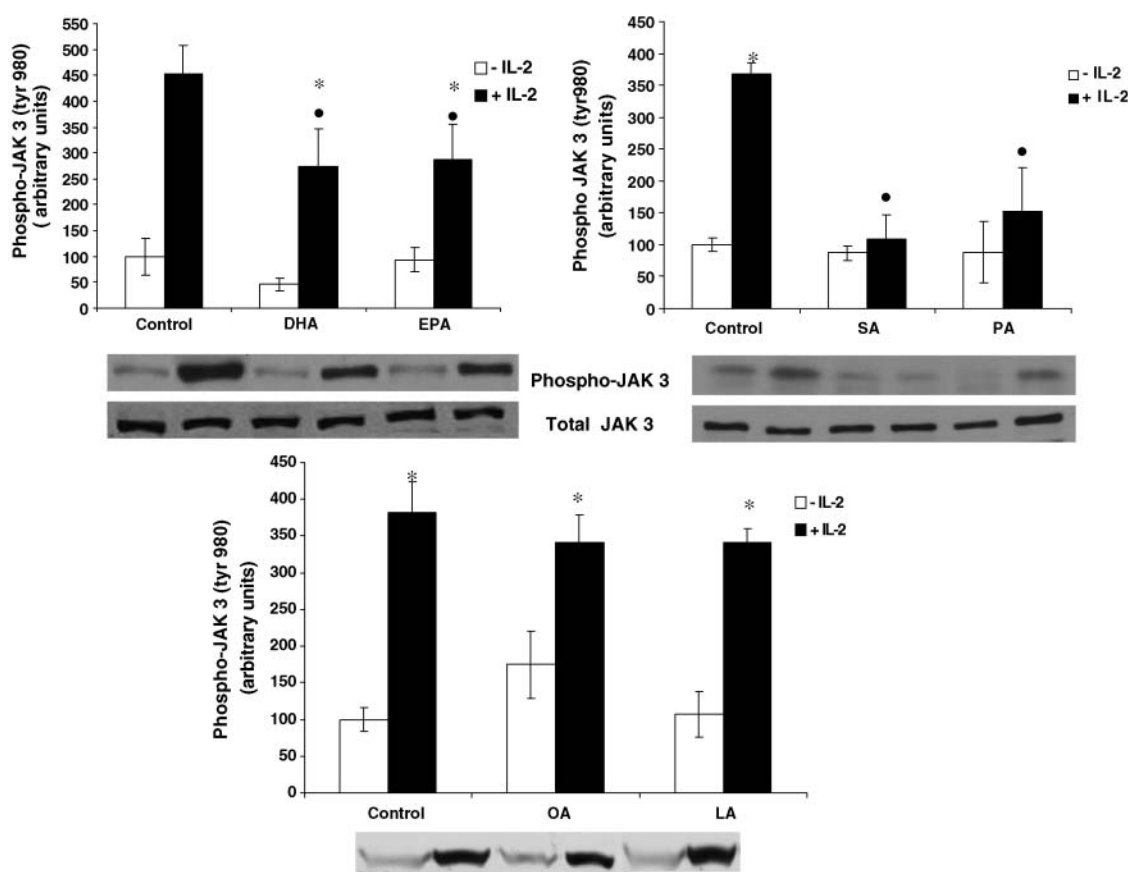 Phospho-JAK 3 (tyr 980)
( arbitrary units)
550
500
450
400
350
300
250
200
150
100
50
0
*
*
●
●
- IL-2
+ IL-2
Control DHA EPA
Phospho JAK 3 (tyr980)
(arbitrary units)
450
400
350
300
250
200
150
100
50
0
*
●
●
- IL-2
+ IL-2
Control SA PA
Phospho-JAK 3
Total JAK 3
Phospho-JAK 3 (tyr 980)
(arbitrary units)
450
400
350
300
250
200
150
100
50
0
*
*
*
- IL-2
+ IL-2
Control OA LA